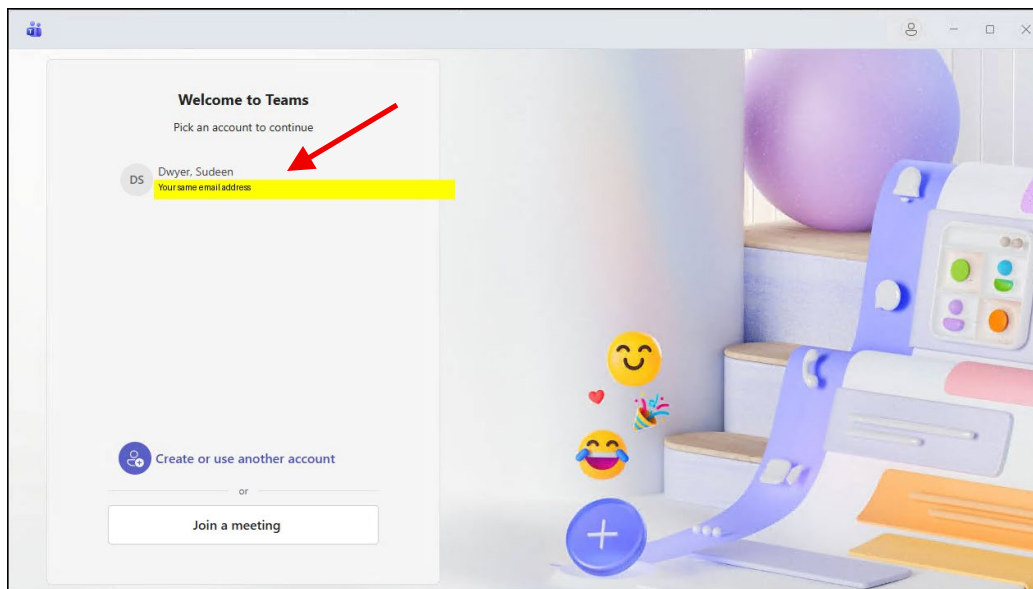 Welcome to Teams
Pick an account to continue
DS
Dwyer, Sudeen
Your same email address
Create or use another account
or
Join a meeting